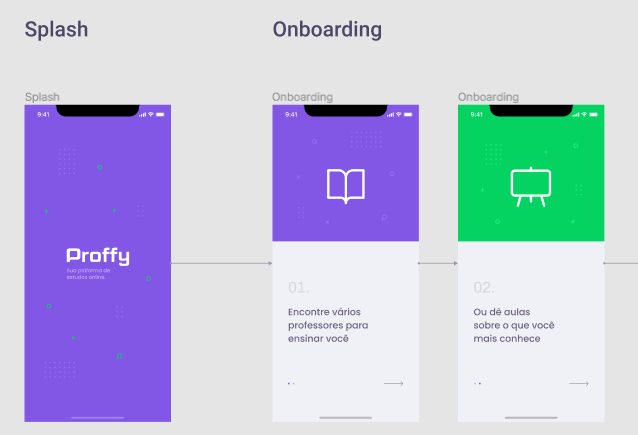 Splash
Onboarding
Splash
Onboarding
Onboarding
9:41
9:41
9:41
Proffy
Sua plaforma de
estudos online.
01.
02.
Encontre vários
professores para
ensinar você
Ou dê aulas
sobre o que você
mais conhece